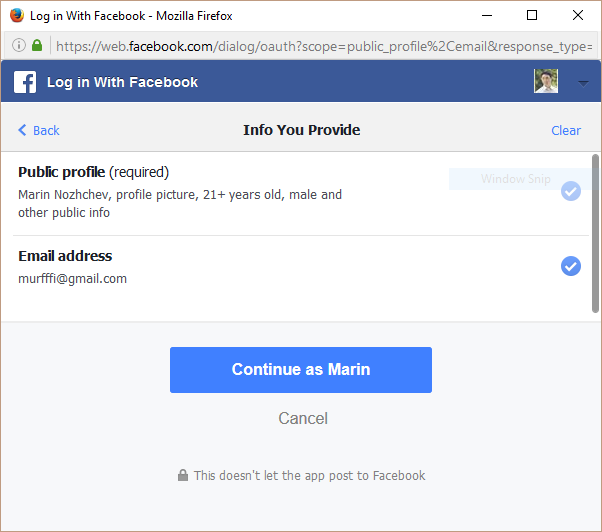 Log in With Facebook - Mozilla Firefox
https://web.facebook.com/dialog/oauth?scope=public_profile%2Cemail&response_type=
Log in With Facebook
Back
Info You Provide
Clear
Public profile (required)
Marin Nozhchev, profile picture, 21+ years old, male and
other public info
Window Snip
Email address
murfffi@gmail.com
Continue as Marin
Cancel
This doesn't let the app post to Facebook